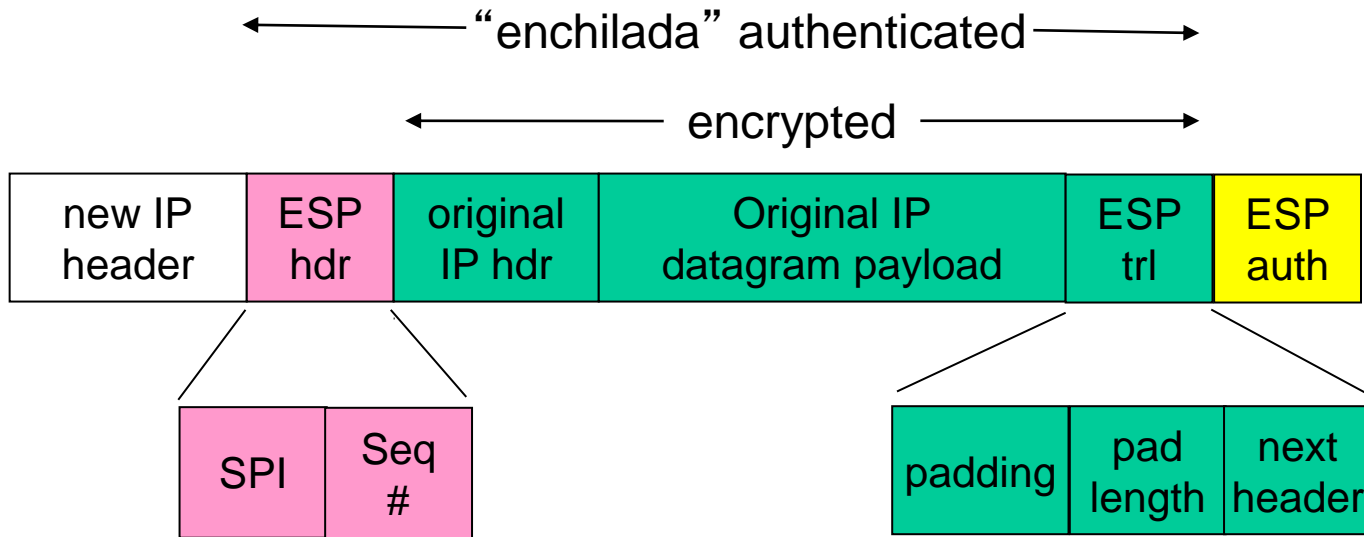 “enchilada” authenticated
encrypted
new IP
header
ESP
hdr
original
IP hdr
Original IP
datagram payload
ESP
trl
ESP
auth
SPI
Seq
#
padding
pad
length
next
header